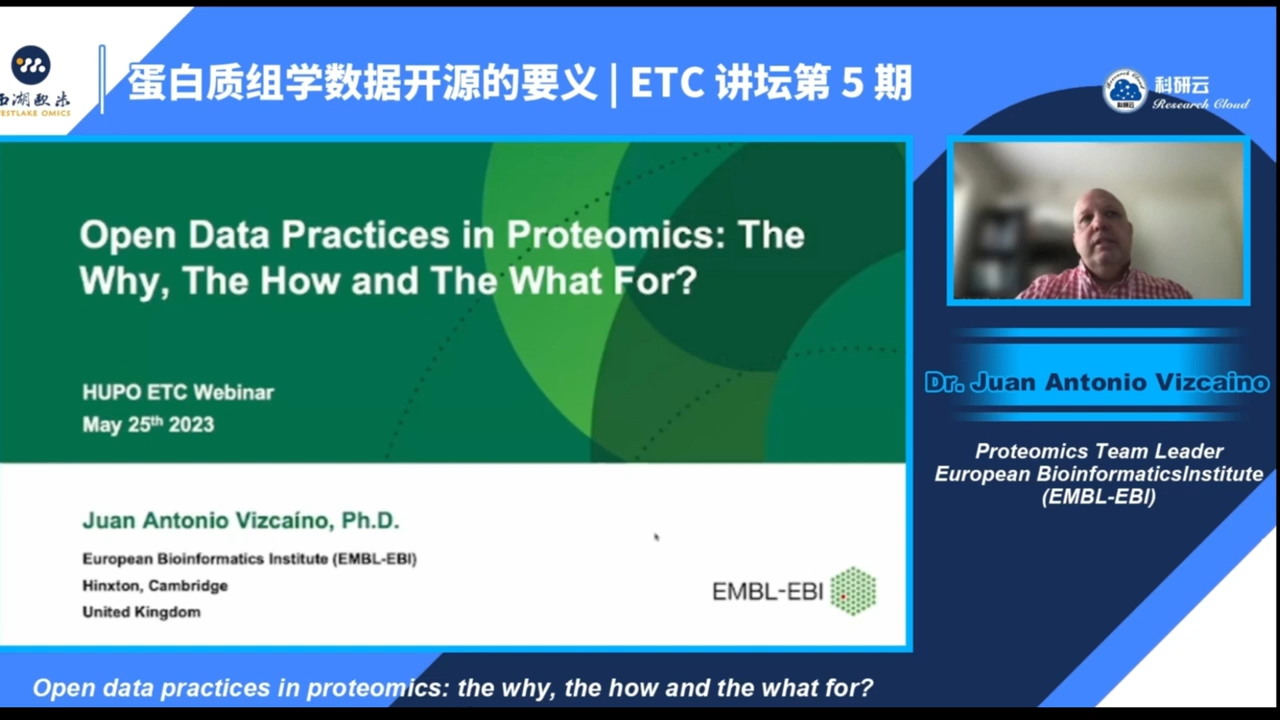 蛋白质组学数据开源的要义 | ETC 讲坛第 5 期
西湖欧米
WESTLAKE OMICS
科研云
Research Cloud
Open Data Practices in Proteomics: The
Why, The How and The What For?
HUPO ETC Webinar
May 25th 2023
Juan Antonio Vizcaíno, Ph.D.
European Bioinformatics Institute (EMBL-EBI)
Hinxton, Cambridge
United Kingdom
EMBL-EBI
Dr. Juan Antonio Vizcaino
Proteomics Team Leader
European BioinformaticsInstitute
(EMBL-EBI)
Open data practices in proteomics: the why, the how and the what for?